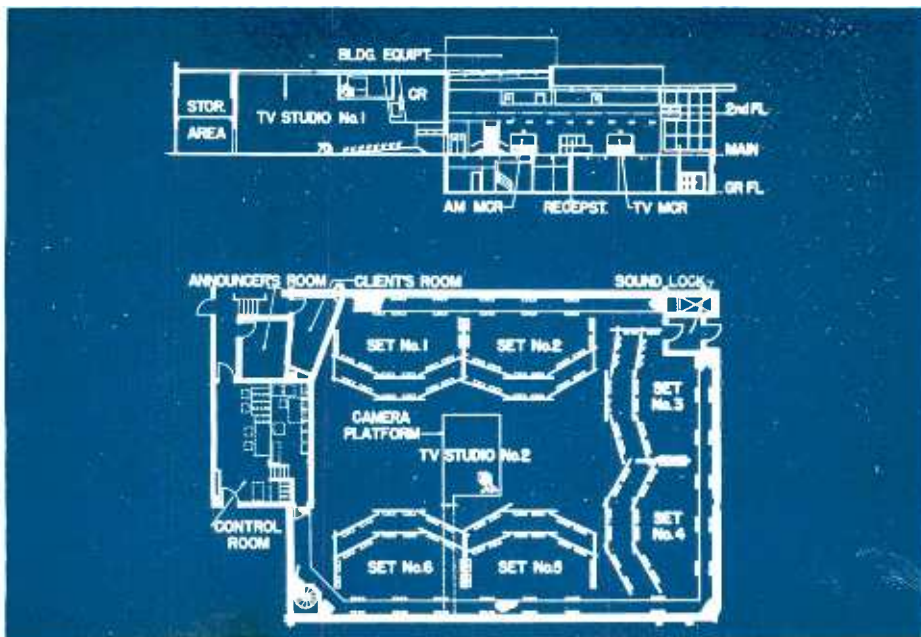 BLDG. EQUIPT
CR
STOR.
AREA
TV STUDIO No.1
2nd FL
MAIN
GR FL
AM MCR
RECEPST.
TV MCR
ANNOUNCER'S ROOM
CLIENT'S ROOM
SOUND LOCK
SET No.1
SET No.2
SET
No.3
CAMERA
PLATFORM
TV STUDIO No.2
CONTROL
ROOM
SET
No.4
SET No.6
SET No.5